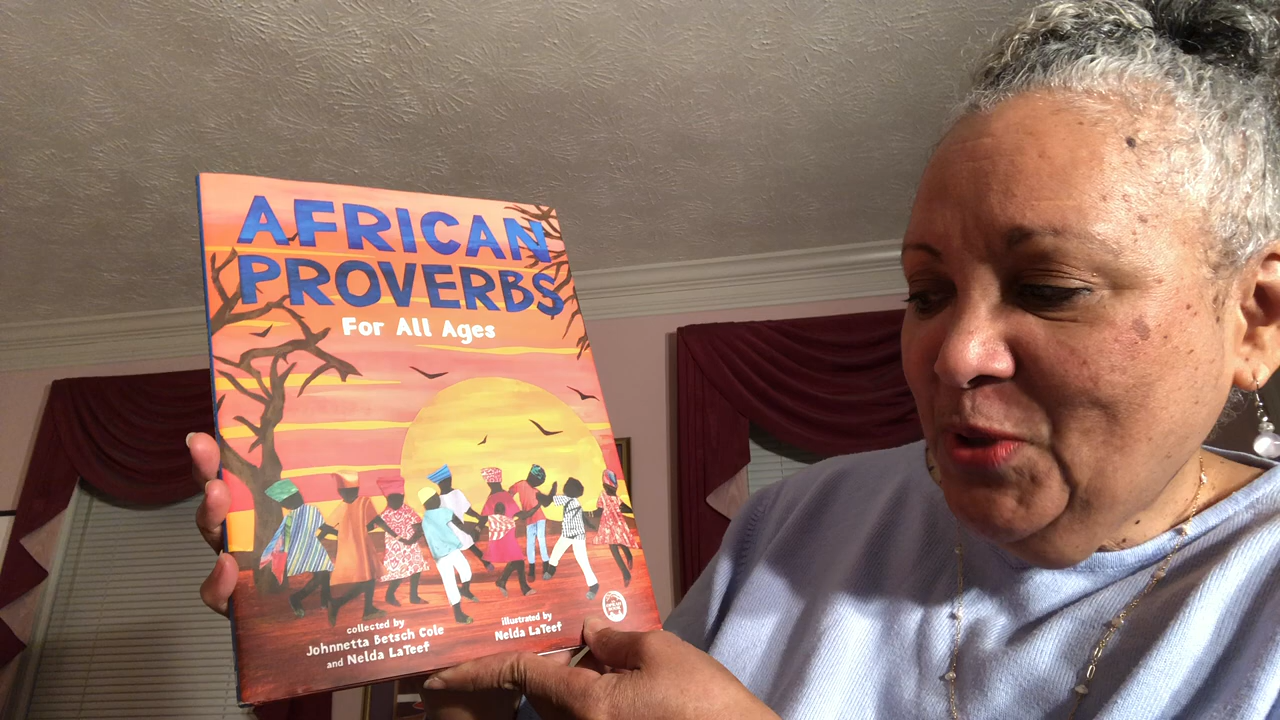 AFRICAN
PROVERBS
For All Ages
collected by
Johnnetta Betsch Cole
and Nelda LaTeef
illustrated by
Nelda LaTeef